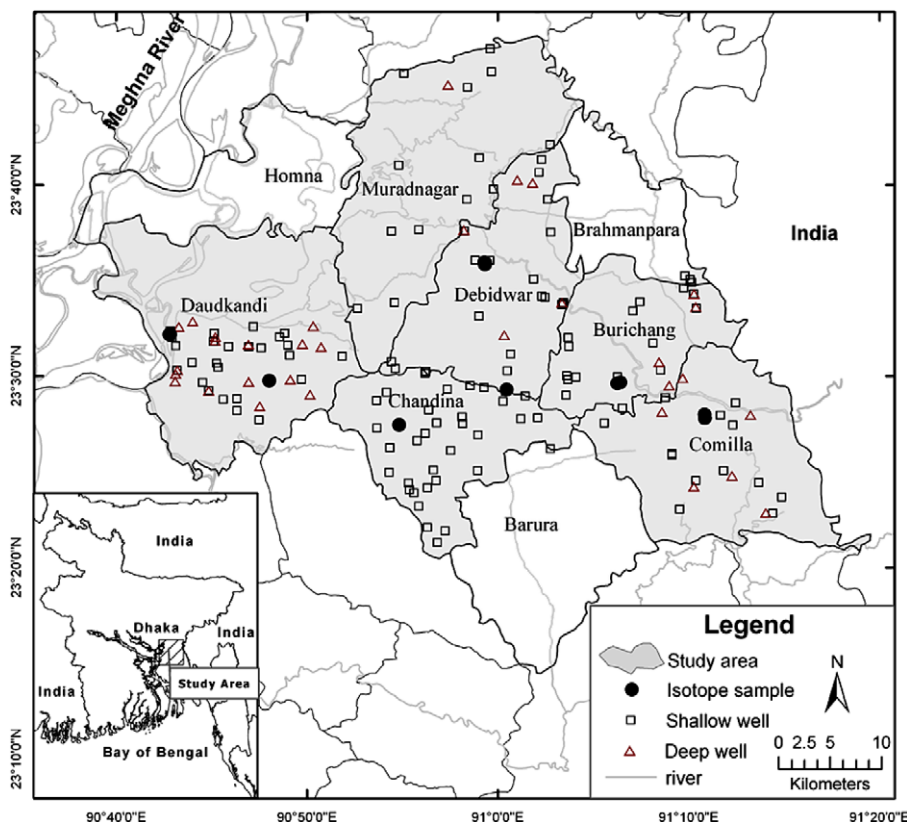 Meghna River
Homna
Muradnagar
Brahmanpara
India
Daudkandi
Debidwar
Burichang
Chandina
Comilla
Barura
23°40'0"N
23°30'0"N
23°20'0"N
23°10'0"N
India
Dhaka
India
Study Area
India
Bay of Bengal
Legend
Study area
Isotope sample
Shallow well
Deep well
river
N
0 2.5 5 10
Kilometers
90°40'0"E 90°50'0"E 91°0'0"E 91°10'0"E 91°20'0"E